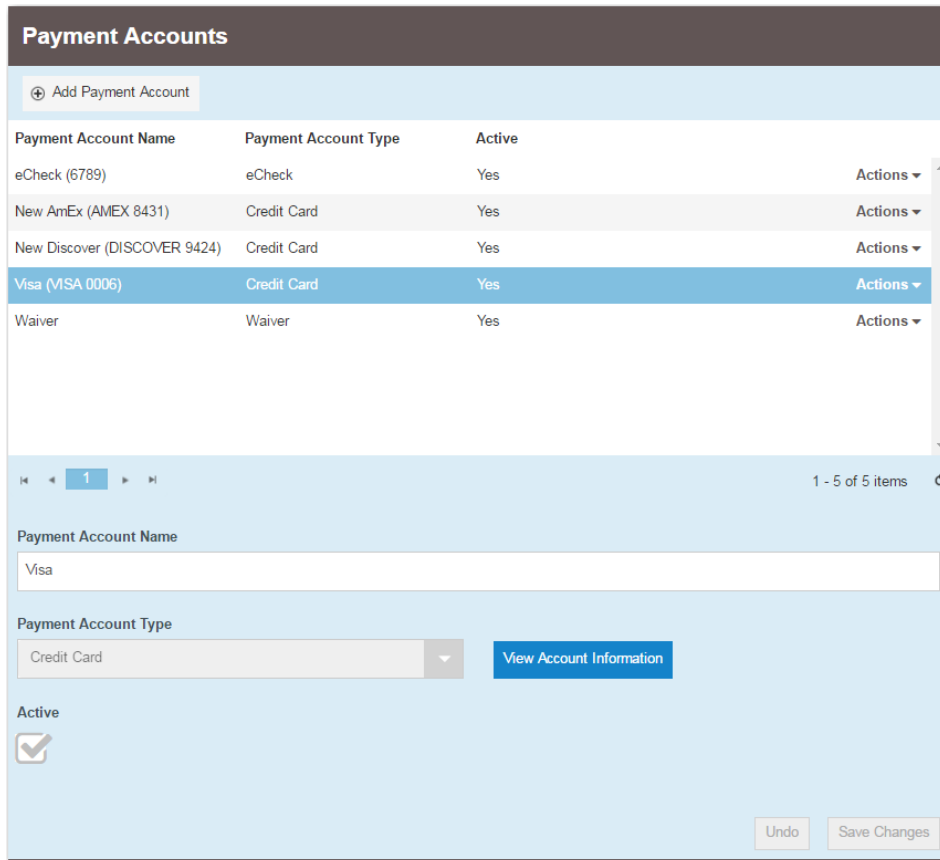 Payment Accounts
Add Payment Account
Payment Account Name Payment Account Type Active
eCheck (6789) eCheck Yes Actions
New AmEx (AMEX 8431) Credit Card Yes Actions
New Discover (DISCOVER 9424) Credit Card Yes Actions
Visa (VISA 0006) Credit Card Yes Actions
Waiver Waiver Yes Actions
1 1 - 5 of 5 items
Payment Account Name
Visa
Payment Account Type
Credit Card View Account Information
Active
Undo Save Changes